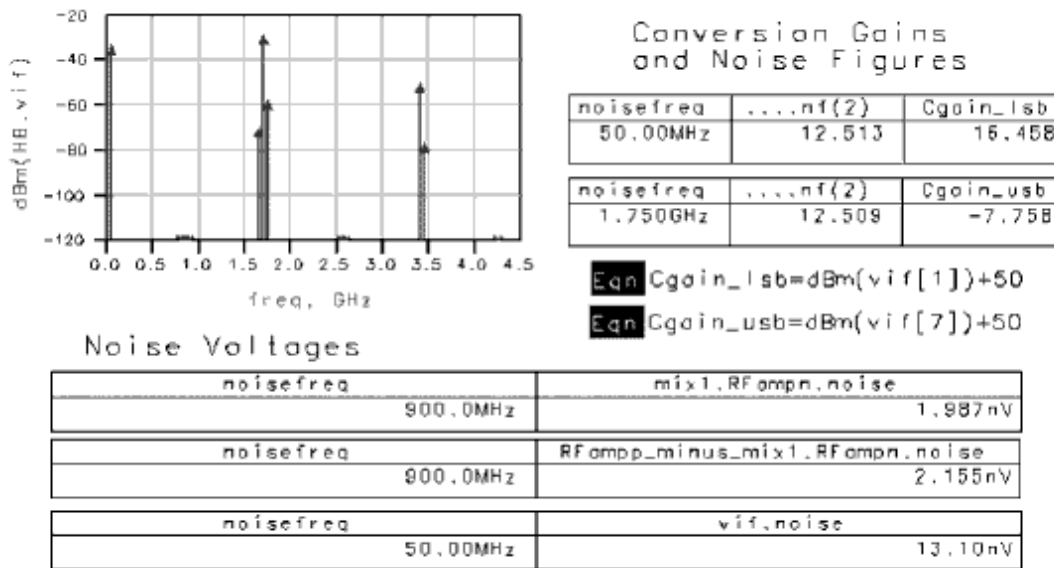 -20
-40
-60
-80
-100
-120
dBm(HB.vif)
0.0 0.5 1.0 1.5 2.0 2.5 3.0 3.5 4.0 4.5
freq, GHz
Conversion Gains
and Noise Figures
noisefreq ....nf(2) Cgain_lsb
50.00MHz 12.513 16.458
noisefreq ....nf(2) Cgain_usb
1.750GHz 12.509 -7.758
Eqn Cgain_lsb=dBm(vif[1])+50
Eqn Cgain_usb=dBm(vif[7])+50
Noise Voltages
noisefreq mix1.RFampn.noise
900.0MHz 1.987nV
noisefreq RFampp_minus_mix1.RFampn.noise
900.0MHz 2.155nV
noisefreq vif.noise
50.00MHz 13.10nV